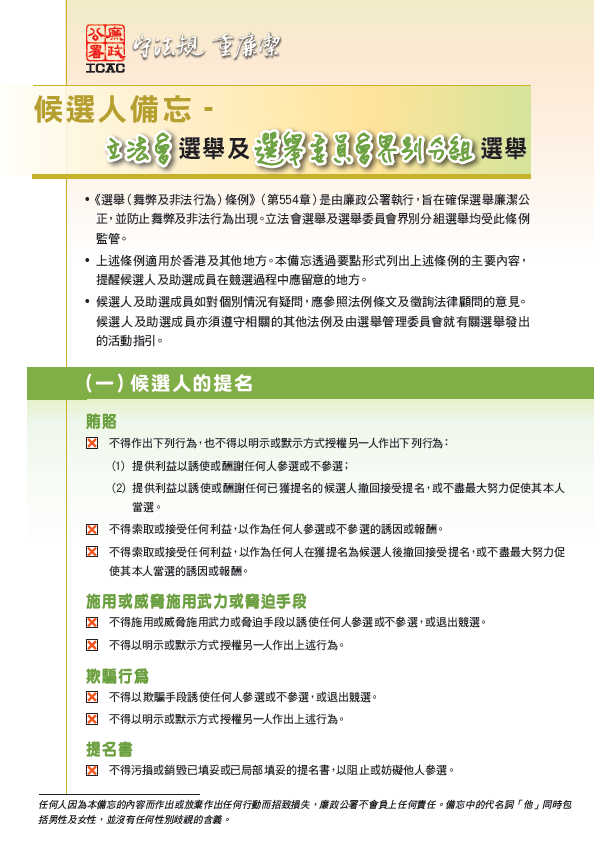 廉政公署
ICAC
守法規 重廉潔
候選人備忘 -
立法會選舉及選舉委員會界別分組選舉
•《選舉（舞弊及非法行為）條例》（第554章）是由廉政公署執行，旨在確保選舉廉潔公
正，並防止舞弊及非法行為出現。立法會選舉及選舉委員會界別分組選舉均受此條例
監管。
• 上述條例適用於香港及其他地方。本備忘透過要點形式列出上述條例的主要內容，
提醒候選人及助選成員在競選過程中應留意的地方。
• 候選人及助選成員如對個別情況有疑問，應參照法例條文及徵詢法律顧問的意見。
候選人及助選成員亦須遵守相關的其他法例及由選舉管理委員會就有關選舉發出
的活動指引。
（一）候選人的提名
賄賂
不得作出下列行為，也不得以明示或默示方式授權另一人作出下列行為：
(1) 提供利益以誘使或酬謝任何人參選或不參選；
(2) 提供利益以誘使或酬謝任何已獲提名的候選人撤回接受提名，或不盡最大努力促使其本人
當選。
不得索取或接受任何利益，以作為任何人參選或不參選的誘因或報酬。
不得索取或接受任何利益，以作為任何人在獲提名為候選人後撤回接受提名，或不盡最大努力促
使其本人當選的誘因或報酬。
施用或威脅施用武力或脅迫手段
不得施用或威脅施用武力或脅迫手段以誘使任何人參選或不參選，或退出競選。
不得以明示或默示方式授權另一人作出上述行為。
欺騙行為
不得以欺騙手段誘使任何人參選或不參選，或退出競選。
不得以明示或默示方式授權另一人作出上述行為。
提名書
不得污損或銷毀已填妥或已局部填妥的提名書，以阻止或妨礙他人參選。
任何人因為本備忘的內容而作出或放棄作出任何行動而招致損失，廉政公署不會負上任何責任。備忘中的代名詞「他」同時包
括男性及女性，並沒有任何性別歧視的含義。